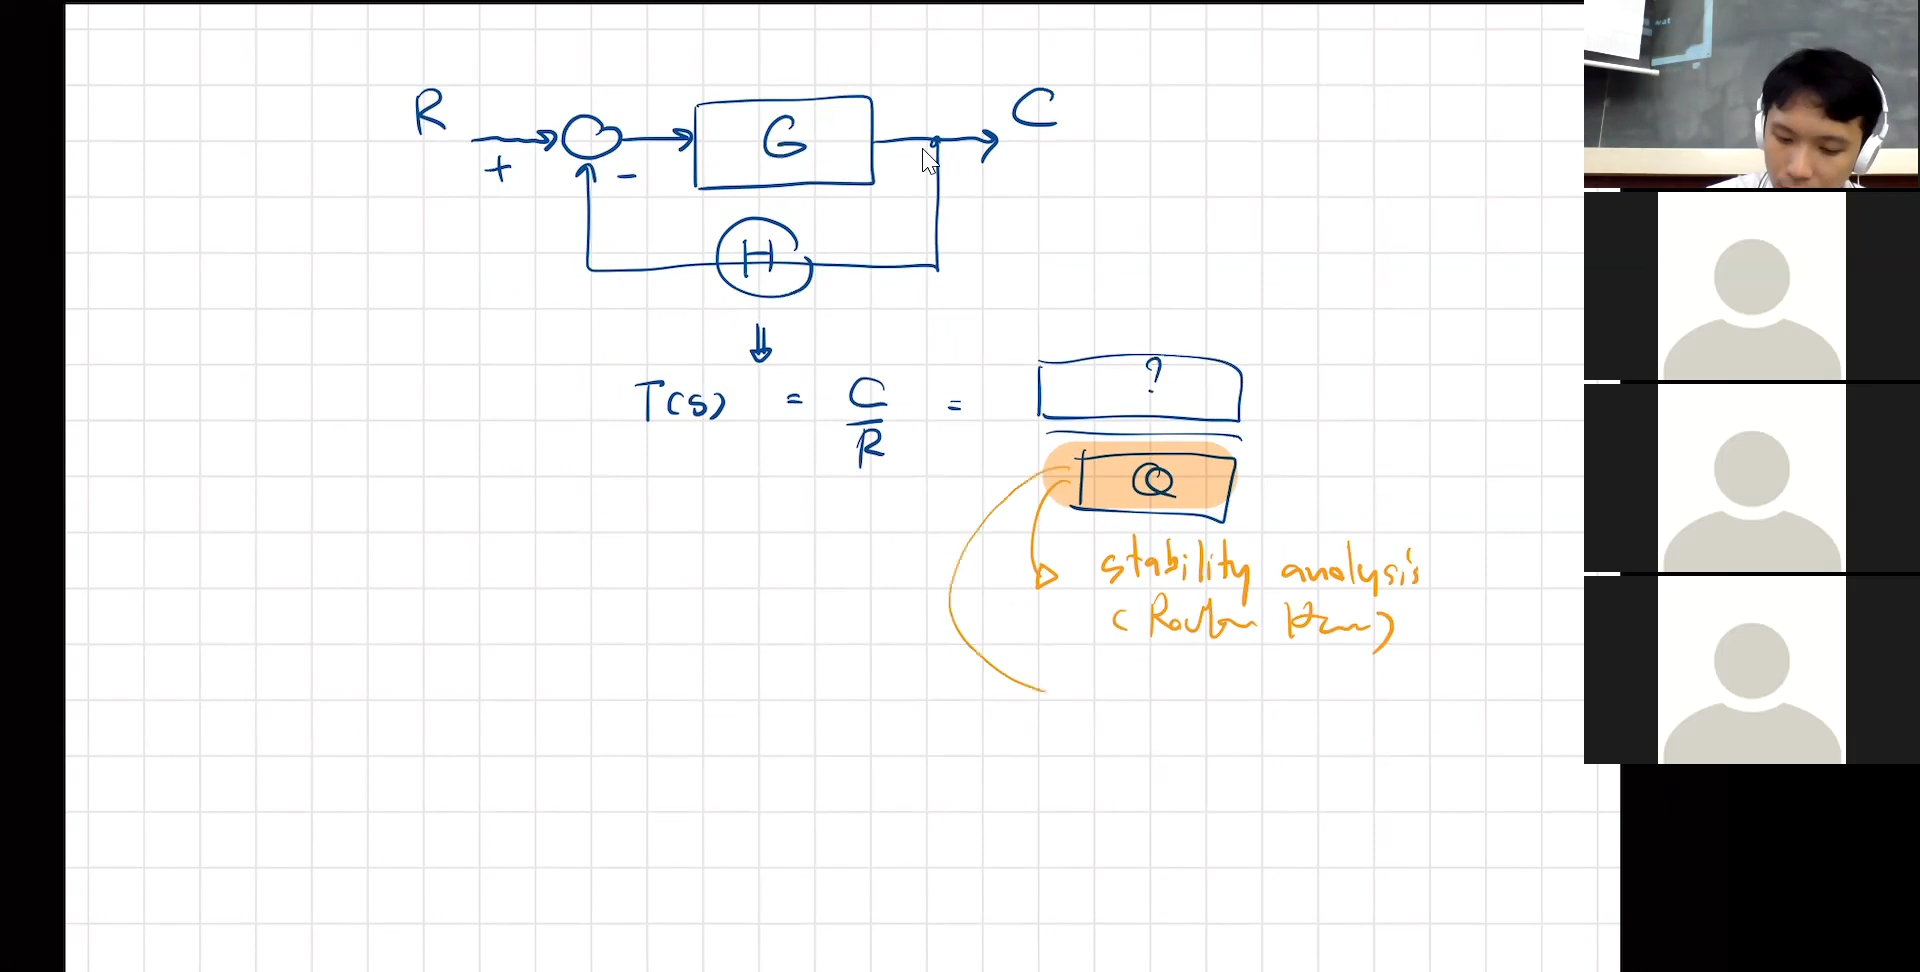 R
C
G
+
-
H
⇓
T(s) = C/R = ?
Q
stability analysis
(